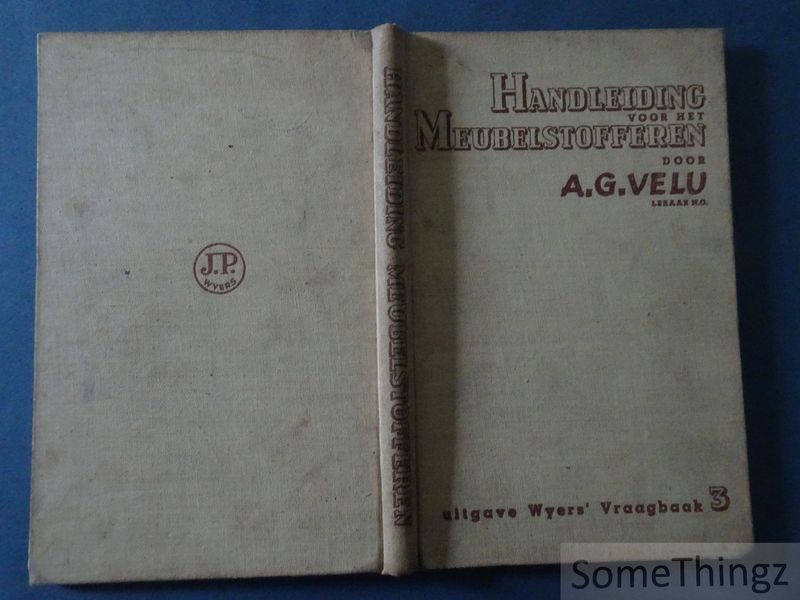 J.P.
WYERS
HANDLEIDING MEUBELSTOFFEREN
HANDLEIDING
VOOR HET
MEUBELSTOFFEREN
DOOR
A.G.VELU
LERAAR N.O.
uitgave Wyers' Vraagbaak 3
SomeThingz